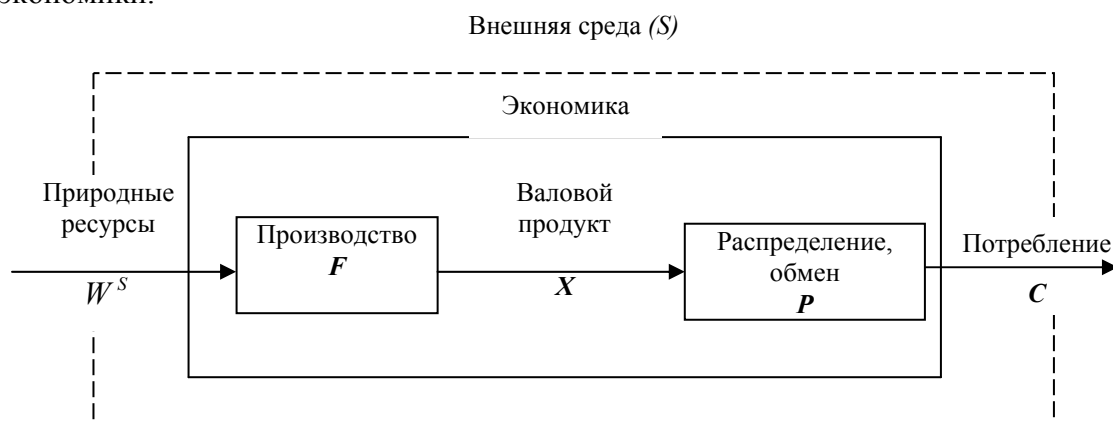 экономики.
Внешняя среда (S)
Экономика
Природные
ресурсы
Валовой
продукт
Производство
F
Распределение,
обмен
P
Потребление
W S
X
C